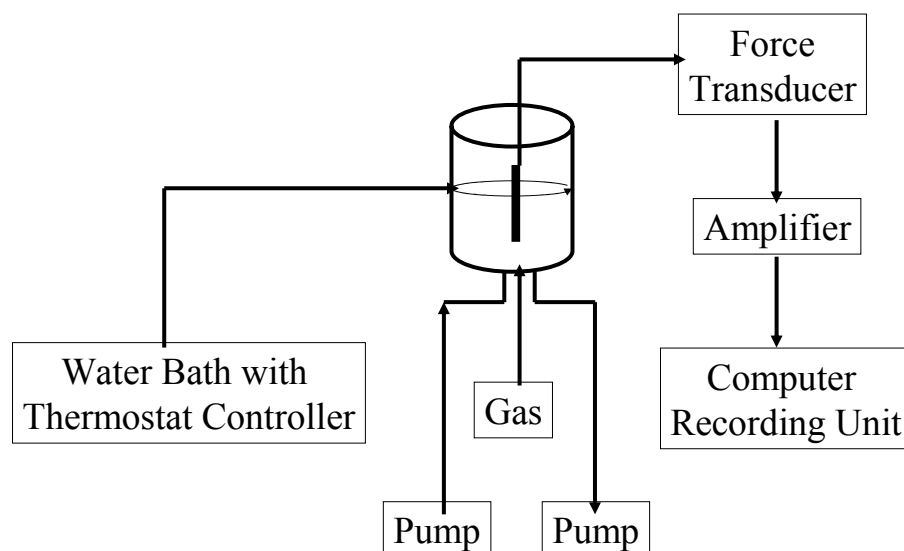 Force
Transducer
Amplifier
Water Bath with
Thermostat Controller
Gas
Computer
Recording Unit
Pump
Pump